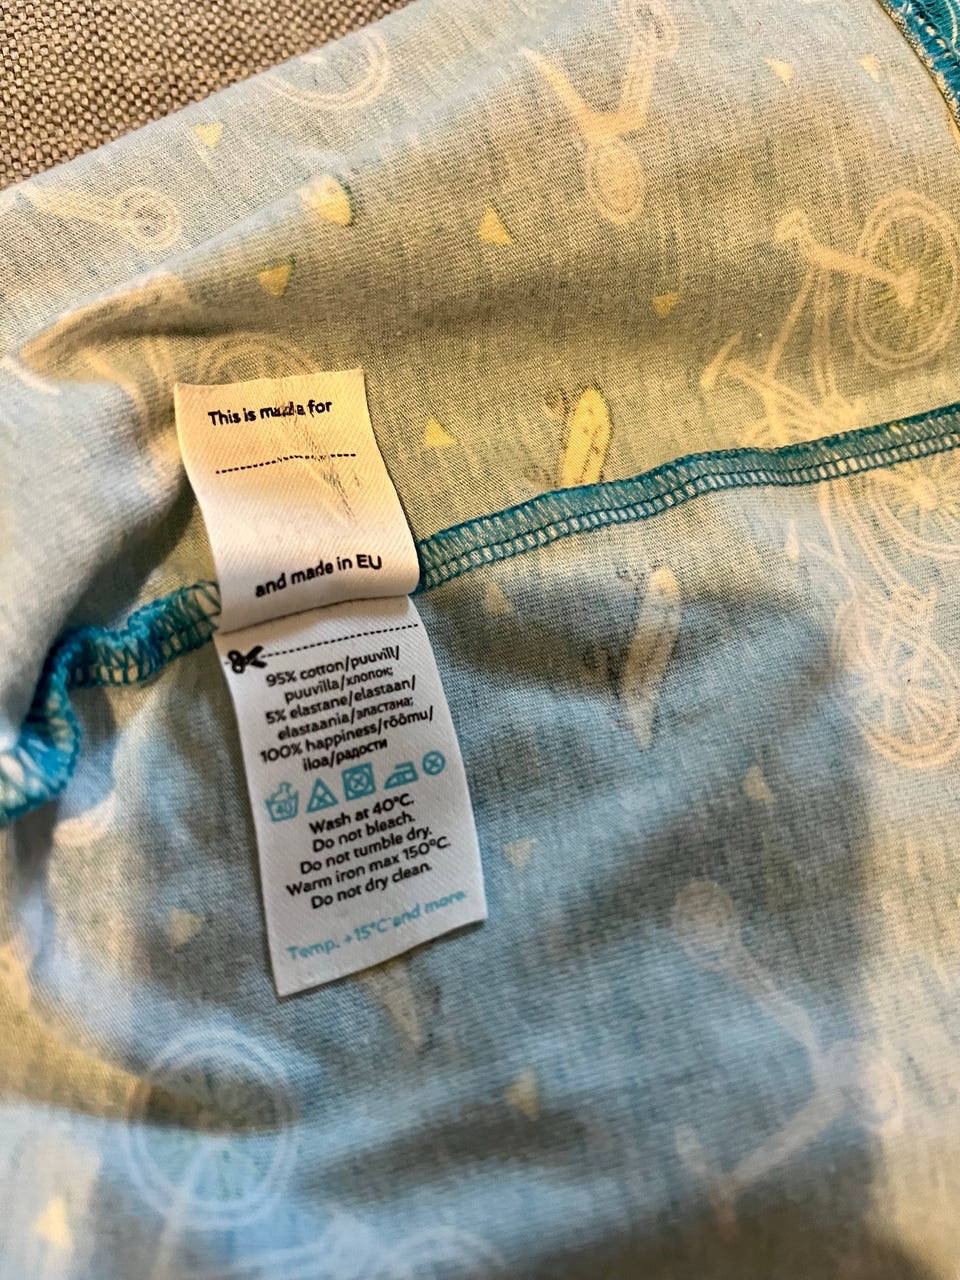 This is made for
and made in EU
95% cotton/puuvill/
puuvilla/хлопок;
5% elastane/elastaan/
elastaania/эластана;
100% happiness/rõõmu/
iloa/радости
40
Wash at 40°C.
Do not bleach.
Do not tumble dry.
Warm iron max 150°C.
Do not dry clean.
Temp. +15°C and more.